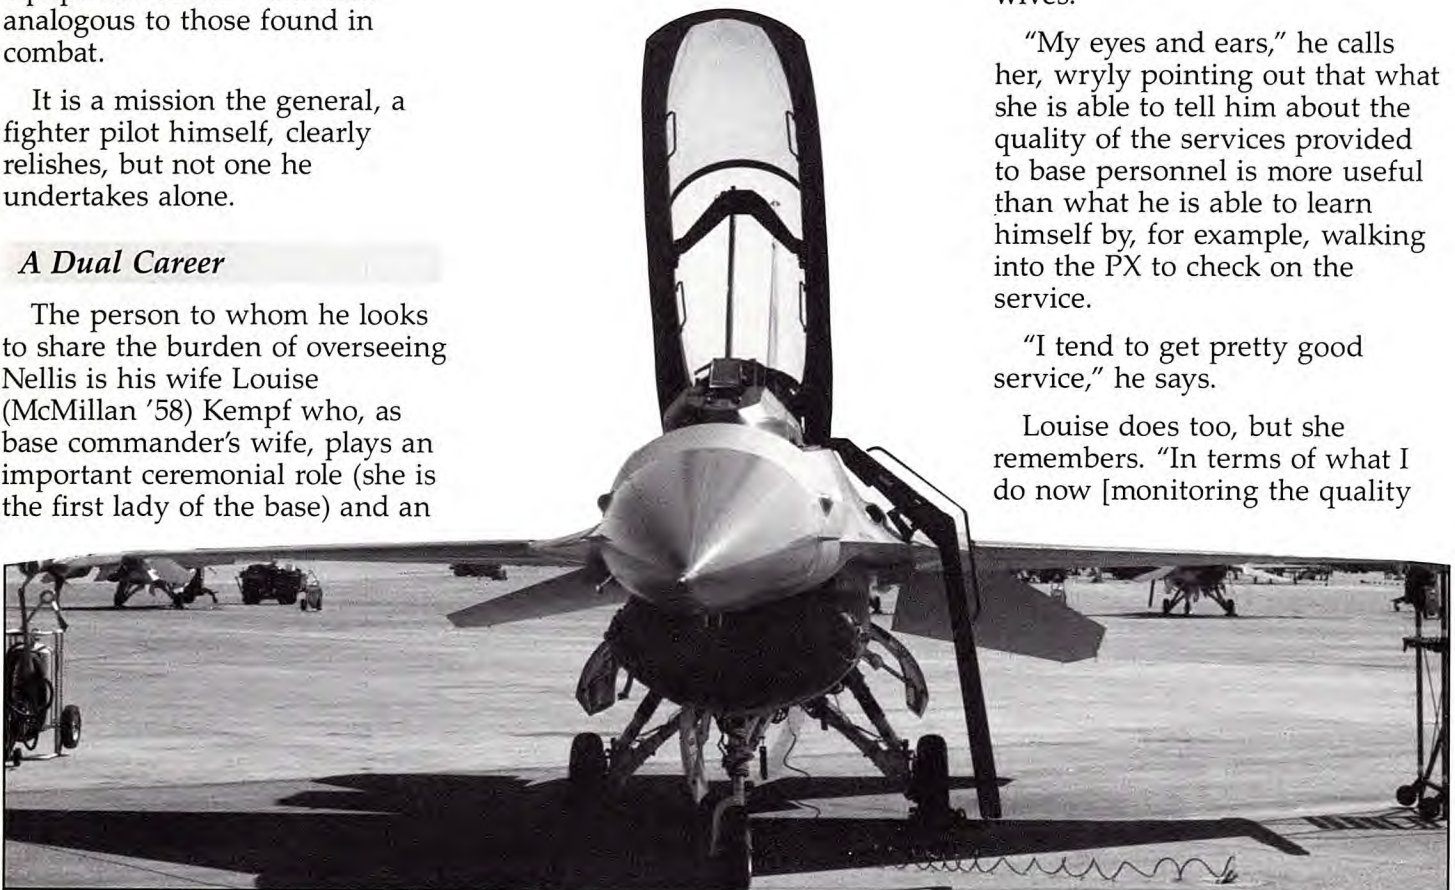 analogous to those found in
combat.
It is a mission the general, a
fighter pilot himself, clearly
relishes, but not one he
undertakes alone.
A Dual Career
The person to whom he looks
to share the burden of overseeing
Nellis is his wife Louise
(McMillan '58) Kempf who, as
base commander's wife, plays an
important ceremonial role (she is
the first lady of the base) and an
wives.
"My eyes and ears," he calls
her, wryly pointing out that what
she is able to tell him about the
quality of the services provided
to base personnel is more useful
than what he is able to learn
himself by, for example, walking
into the PX to check on the
service.
"I tend to get pretty good
service," he says.
Louise does too, but she
remembers. "In terms of what I
do now [monitoring the quality